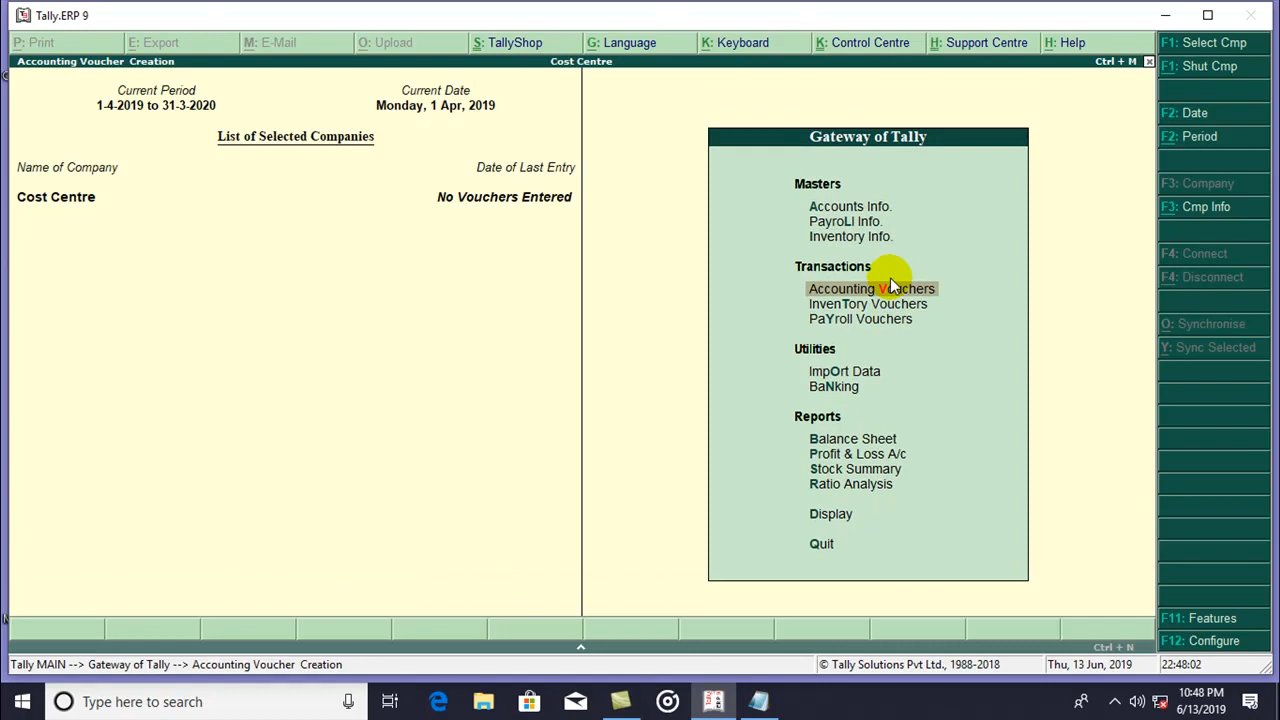 Tally.ERP 9
P: Print
E: Export
M: E-Mail
O: Upload
S: TallyShop
G: Language
K: Keyboard
K: Control Centre
H: Support Centre
H: Help
Accounting Voucher Creation
Cost Centre
Ctrl + M
Current Period
1-4-2019 to 31-3-2020
Current Date
Monday, 1 Apr, 2019
List of Selected Companies
Name of Company
Date of Last Entry
Cost Centre
No Vouchers Entered
Gateway of Tally
Masters
Accounts Info.
PayroLl Info.
Inventory Info.
Transactions
Accounting Vouchers
InvenTory Vouchers
PaYroll Vouchers
Utilities
ImpOrt Data
BaNking
Reports
Balance Sheet
Profit & Loss A/c
Stock Summary
Ratio Analysis
Display
Quit
F1: Select Cmp
F1: Shut Cmp
F2: Date
F2: Period
F3: Company
F3: Cmp Info
F4: Connect
F4: Disconnect
O: Synchronise
Y: Sync Selected
F11: Features
F12: Configure
Ctrl + N
Tally MAIN --> Gateway of Tally --> Accounting Voucher Creation
© Tally Solutions Pvt Ltd., 1988-2018
Thu, 13 Jun, 2019
22:48:02
Type here to search
10:48 PM
6/13/2019